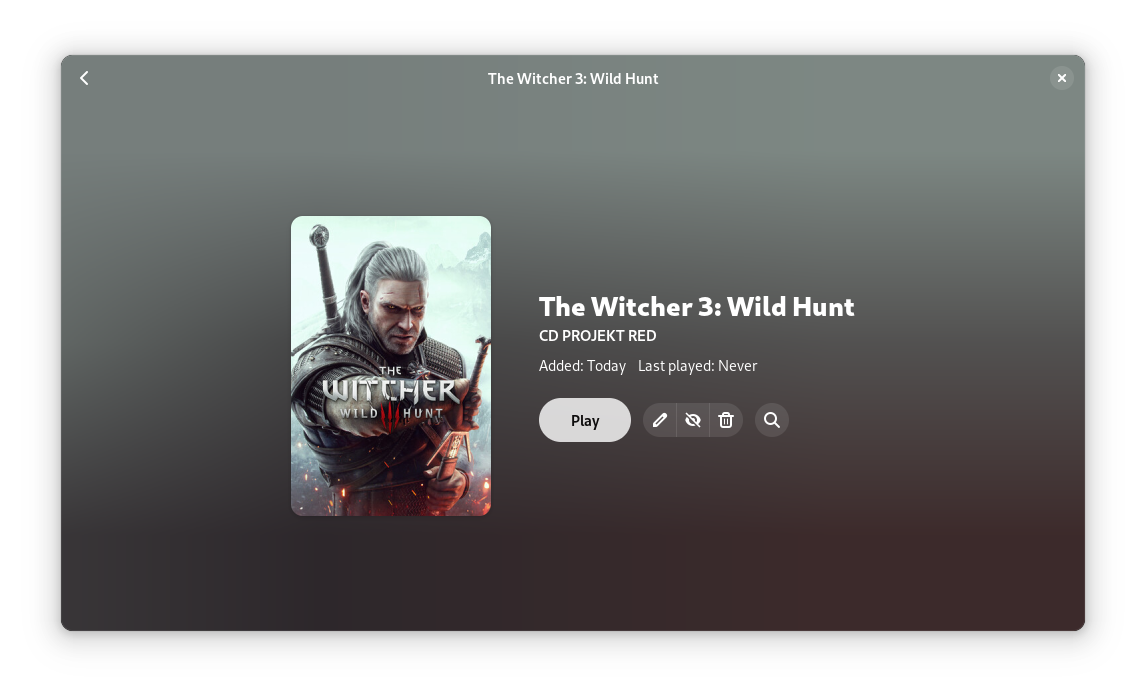 The Witcher 3: Wild Hunt
THE
WITCHER
WILD HUNT
The Witcher 3: Wild Hunt
CD PROJEKT RED
Added: Today Last played: Never
Play